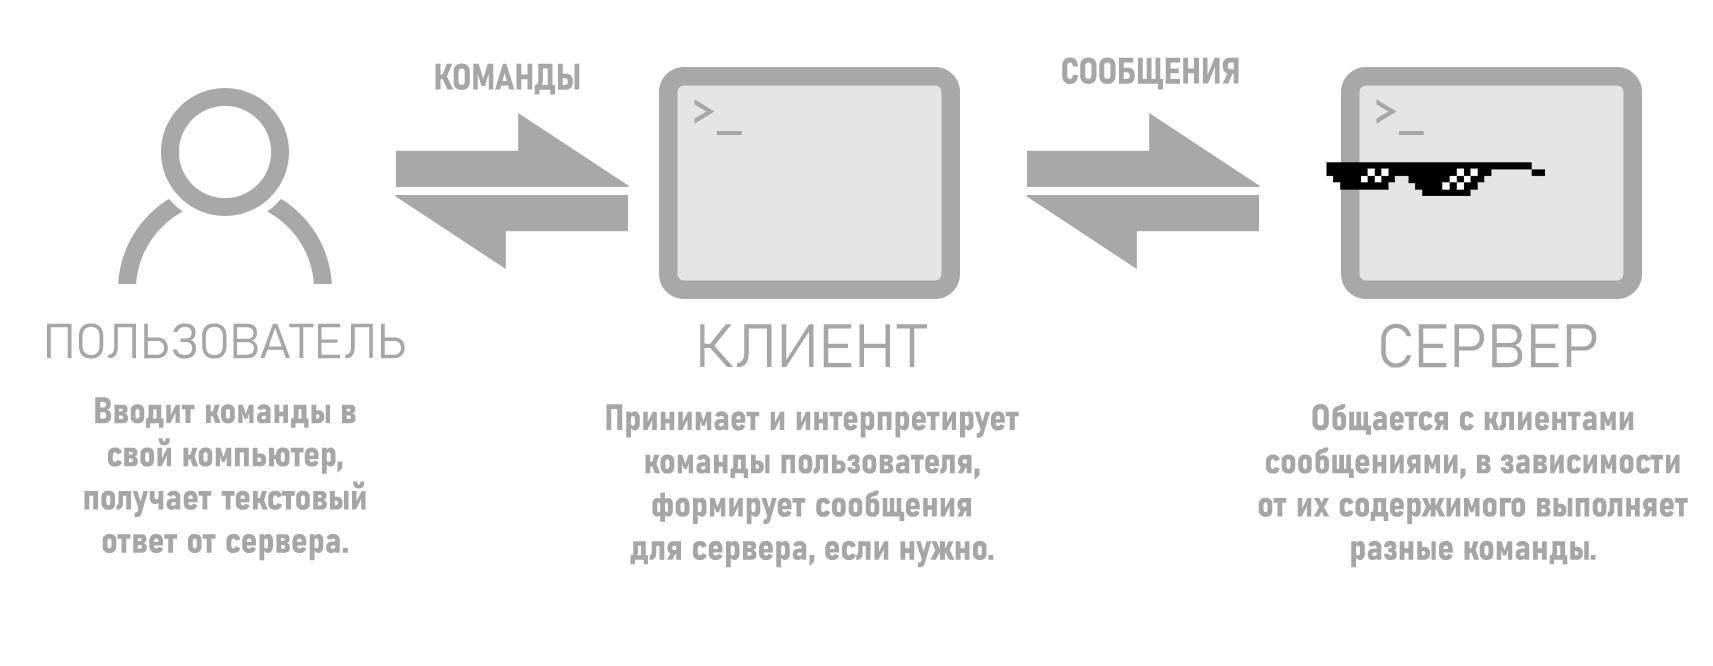 КОМАНДЫ
СООБЩЕНИЯ
>_
>_
ПОЛЬЗОВАТЕЛЬ
Вводит команды в
свой компьютер,
получает текстовый
ответ от сервера.
КЛИЕНТ
Принимает и интерпретирует
команды пользователя,
формирует сообщения
для сервера, если нужно.
СЕРВЕР
Общается с клиентами
сообщениями, в зависимости
от их содержимого выполняет
разные команды.